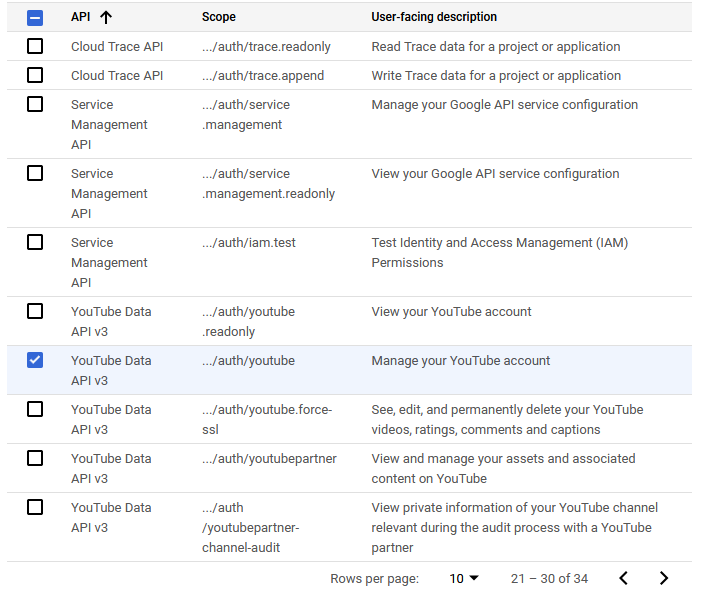 API Scope User-facing description
Cloud Trace API .../auth/trace.readonly Read Trace data for a project or application
Cloud Trace API .../auth/trace.append Write Trace data for a project or application
Service .../auth/service Manage your Google API service configuration
Management .management
API
Service .../auth/service View your Google API service configuration
Management .management.readonly
API
Service .../auth/iam.test Test Identity and Access Management (IAM)
Management Permissions
API
YouTube Data .../auth/youtube View your YouTube account
API v3 .readonly
YouTube Data .../auth/youtube Manage your YouTube account
API v3
YouTube Data .../auth/youtube.force- See, edit, and permanently delete your YouTube
API v3 ssl videos, ratings, comments and captions
YouTube Data .../auth/youtubepartner View and manage your assets and associated
API v3 content on YouTube
YouTube Data .../auth View private information of your YouTube channel
API v3 /youtubepartner- relevant during the audit process with a YouTube
channel-audit partner
Rows per page: 10 21 – 30 of 34